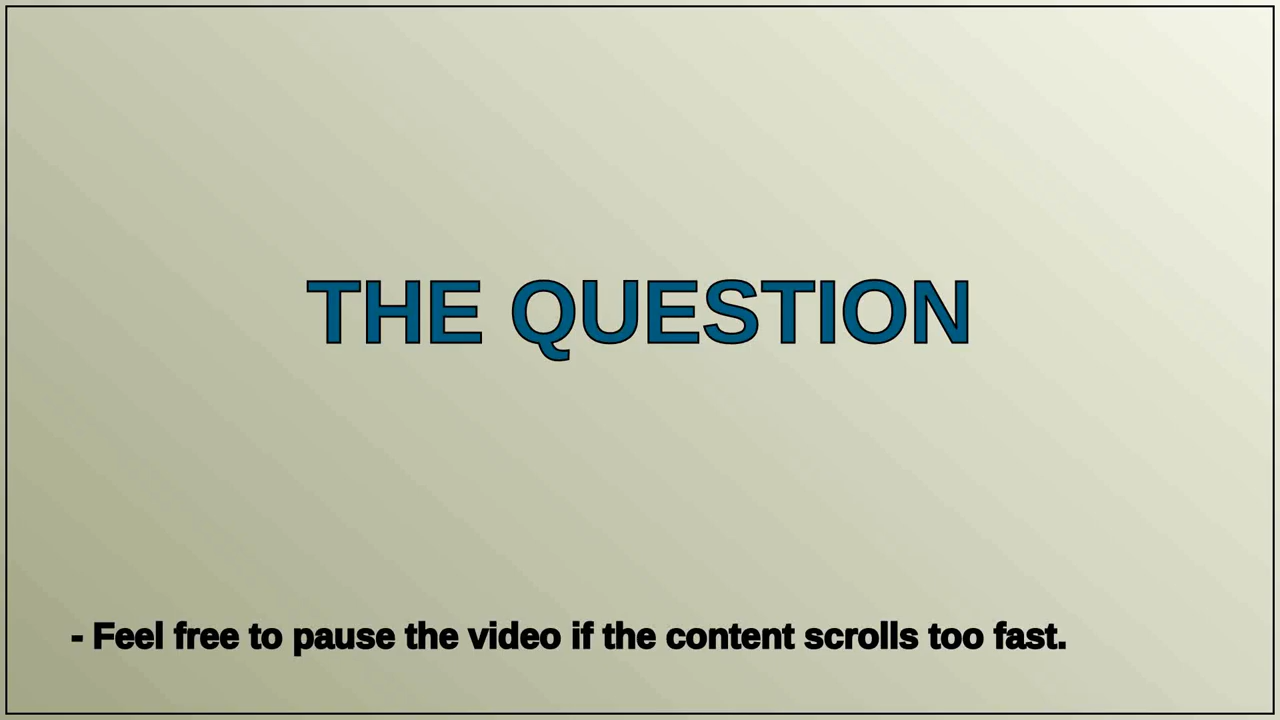 THE QUESTION
- Feel free to pause the video if the content scrolls too fast.